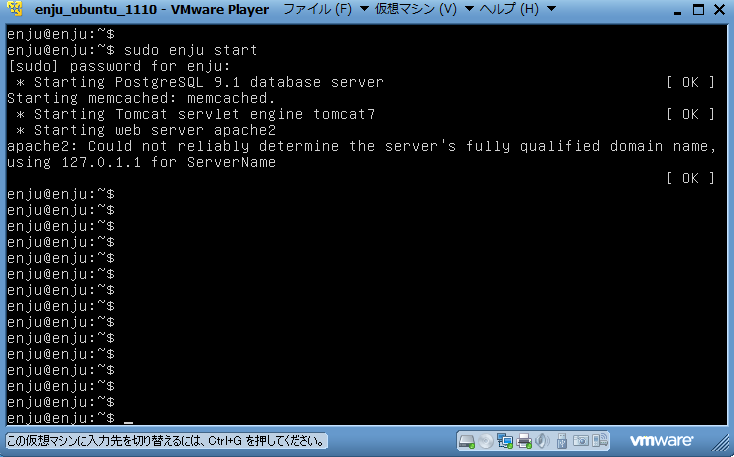 enju_ubuntu_1110 - VMware Player ファイル (F) ▼ 仮想マシン (V) ▼ ヘルプ (H) ▼
enju@enju:~$
enju@enju:~$ sudo enju start
[sudo] password for enju:
 * Starting PostgreSQL 9.1 database server [ OK ]
Starting memcached: memcached.
 * Starting Tomcat servlet engine tomcat7 [ OK ]
 * Starting web server apache2
apache2: Could not reliably determine the server's fully qualified domain name,
using 127.0.1.1 for ServerName
[ OK ]
enju@enju:~$
enju@enju:~$
enju@enju:~$
enju@enju:~$
enju@enju:~$
enju@enju:~$
enju@enju:~$
enju@enju:~$
enju@enju:~$
enju@enju:~$
enju@enju:~$
enju@enju:~$
enju@enju:~$
enju@enju:~$
enju@enju:~$ _
この仮想マシンに入力先を切り替えるには、Ctrl+G を押してください。 vmware